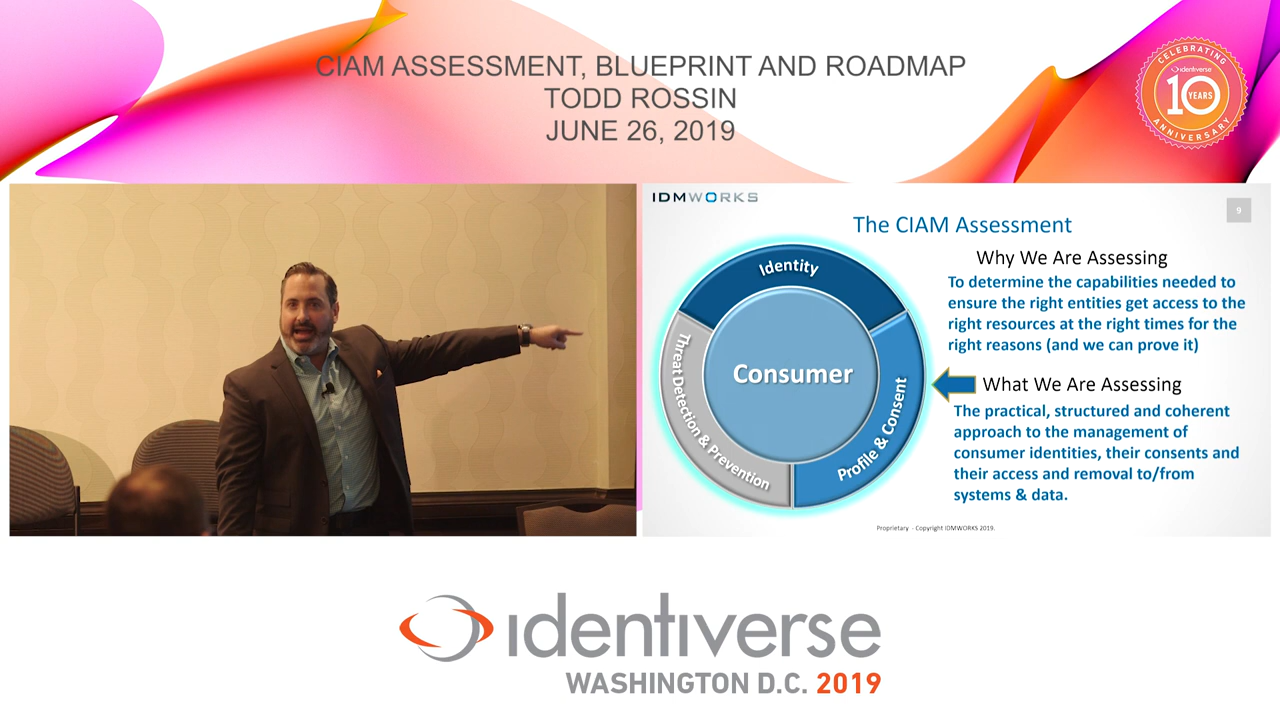 CIAM ASSESSMENT, BLUEPRINT AND ROADMAP
TODD ROSSIN
JUNE 26, 2019
CELEBRATING
identiverse
10
YEARS
ANNIVERSARY
IDMWORKS
9
The CIAM Assessment
Identity
Consumer
Threat Detection & Prevention
Profile & Consent
Why We Are Assessing
To determine the capabilities needed to
ensure the right entities get access to the
right resources at the right times for the
right reasons (and we can prove it)
What We Are Assessing
The practical, structured and coherent
approach to the management of
consumer identities, their consents and
their access and removal to/from
systems & data.
Proprietary - Copyright IDMWORKS 2019.
identiverse
WASHINGTON D.C. 2019